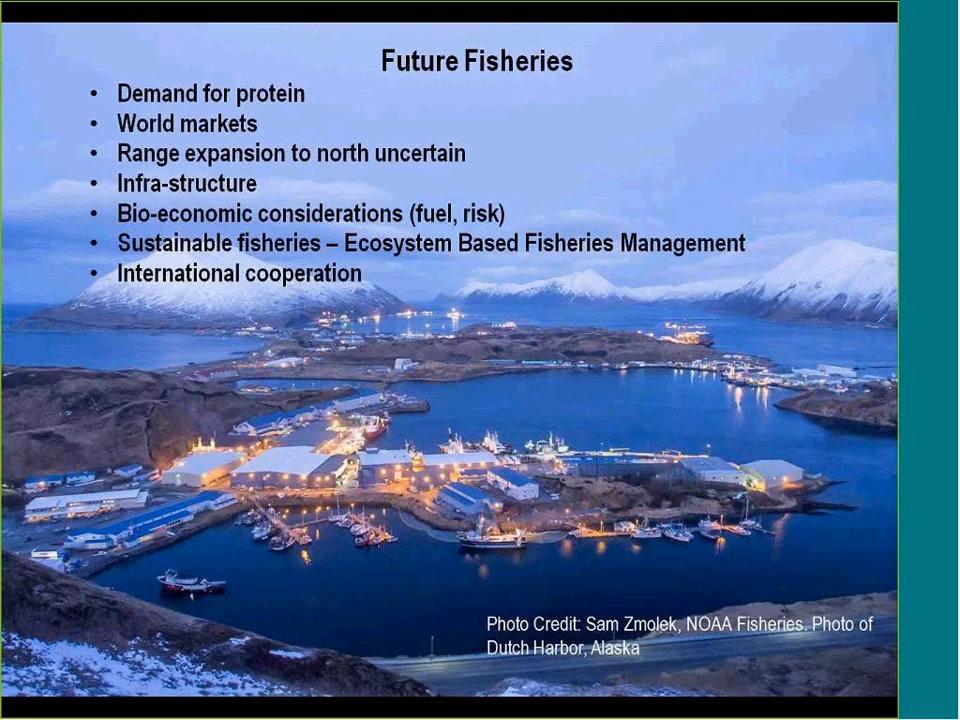 Future Fisheries
• Demand for protein
• World markets
• Range expansion to north uncertain
• Infra-structure
• Bio-economic considerations (fuel, risk)
• Sustainable fisheries – Ecosystem Based Fisheries Management
• International cooperation
Photo Credit: Sam Zmolek, NOAA Fisheries. Photo of
Dutch Harbor, Alaska